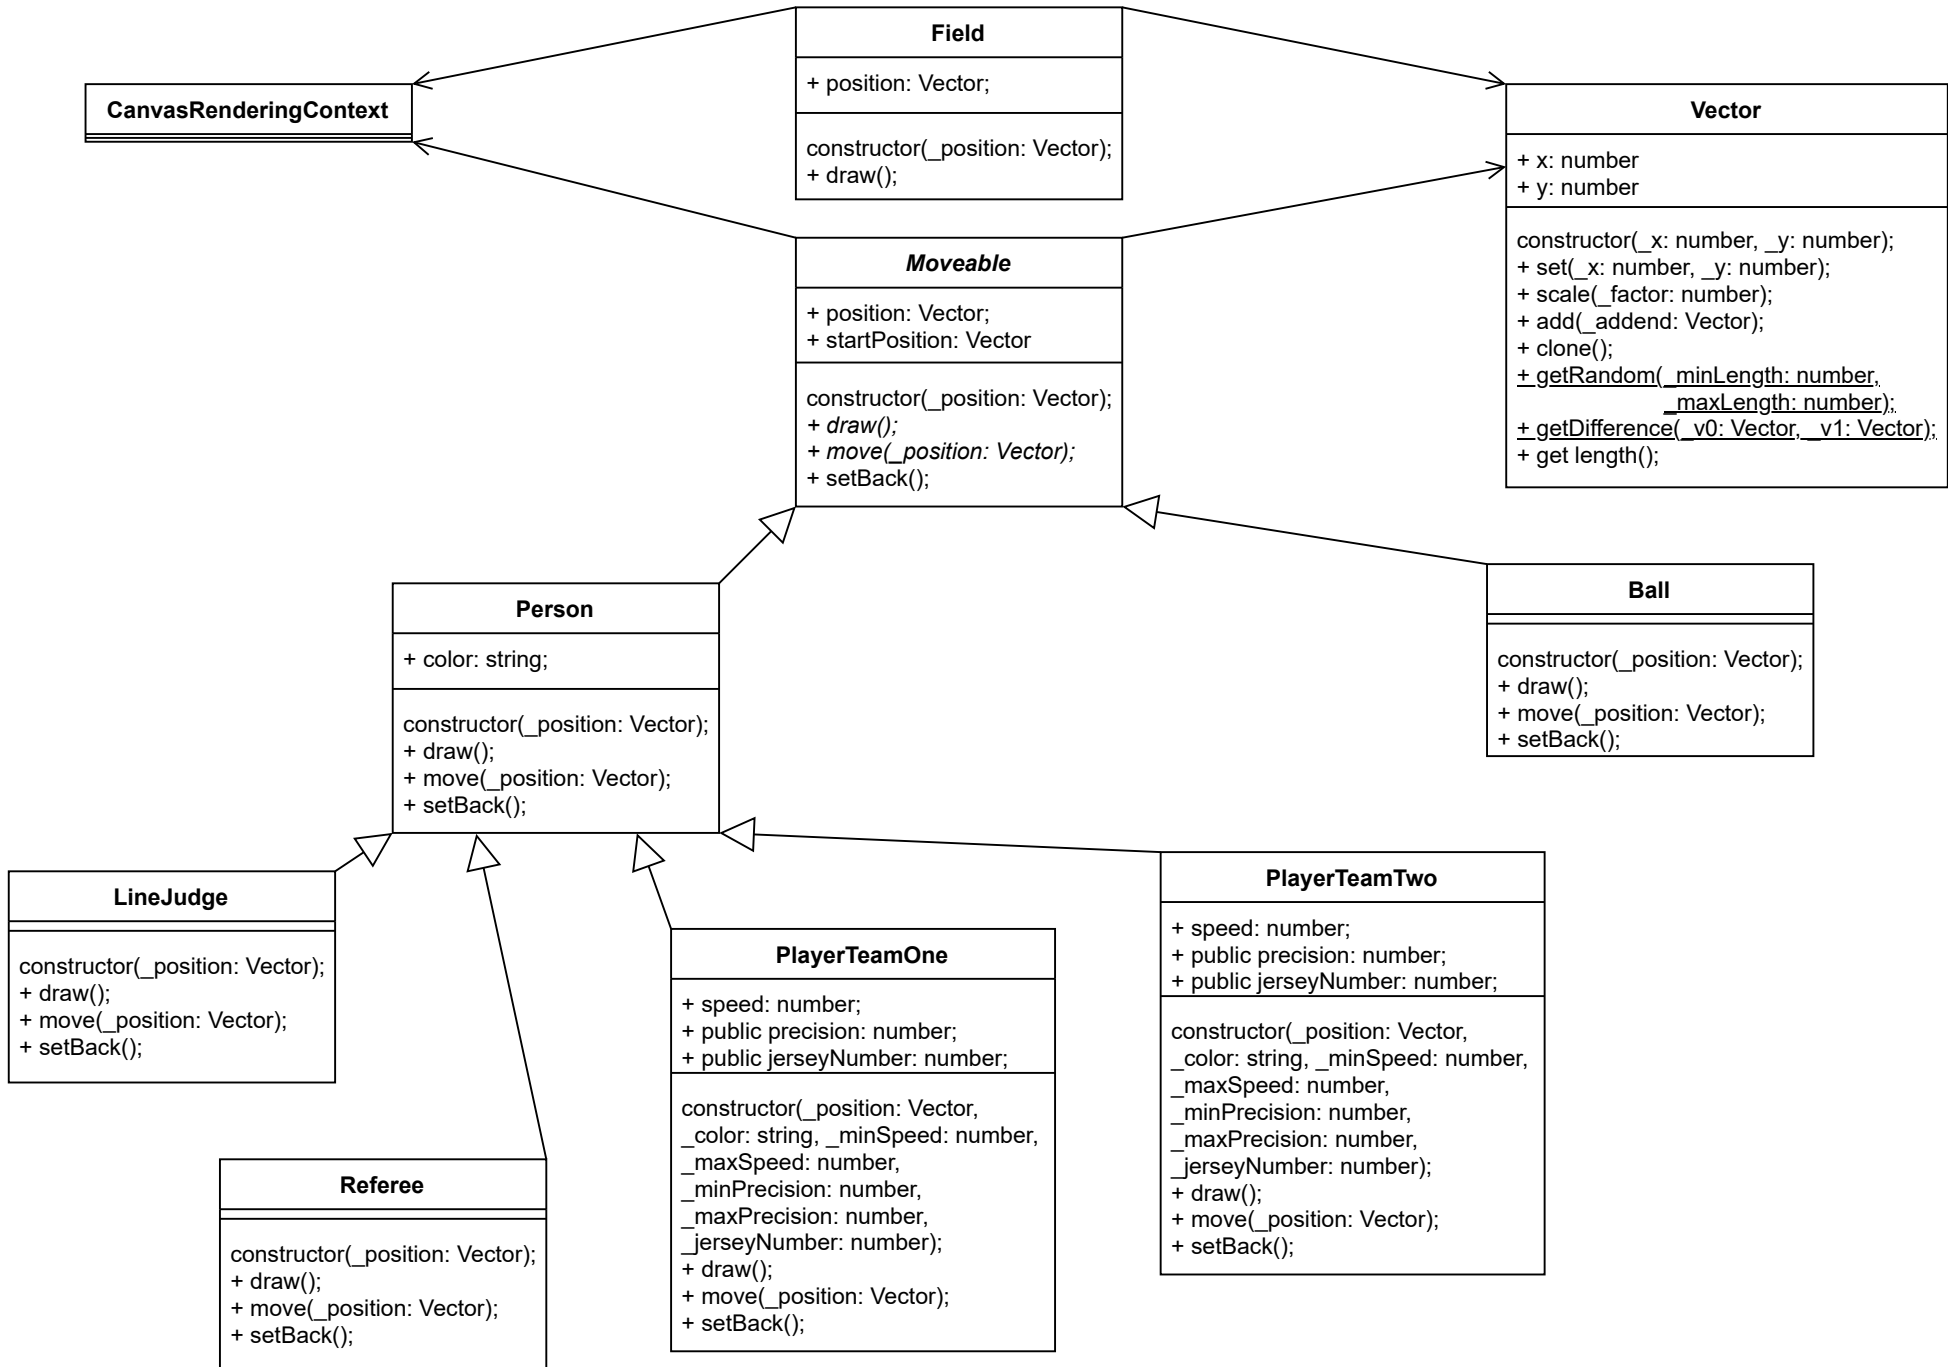 Field
+ position: Vector;
constructor(_position: Vector);
+ draw();
CanvasRenderingContext
Vector
+ x: number
+ y: number
constructor(_x: number, _y: number);
+ set(_x: number, _y: number);
+ scale(_factor: number);
+ add(_addend: Vector);
+ clone();
+ getRandom(_minLength: number,
_maxLength: number);
+ getDifference(_v0: Vector, _v1: Vector);
+ get length();
Moveable
+ position: Vector;
+ startPosition: Vector
constructor(_position: Vector);
+ draw();
+ move(_position: Vector);
+ setBack();
Person
+ color: string;
constructor(_position: Vector);
+ draw();
+ move(_position: Vector);
+ setBack();
Ball
constructor(_position: Vector);
+ draw();
+ move(_position: Vector);
+ setBack();
LineJudge
constructor(_position: Vector);
+ draw();
+ move(_position: Vector);
+ setBack();
Referee
constructor(_position: Vector);
+ draw();
+ move(_position: Vector);
+ setBack();
PlayerTeamOne
+ speed: number;
+ public precision: number;
+ public jerseyNumber: number;
constructor(_position: Vector,
_color: string, _minSpeed: number,
_maxSpeed: number,
_minPrecision: number,
_maxPrecision: number,
_jerseyNumber: number);
+ draw();
+ move(_position: Vector);
+ setBack();
PlayerTeamTwo
+ speed: number;
+ public precision: number;
+ public jerseyNumber: number;
constructor(_position: Vector,
_color: string, _minSpeed: number,
_maxSpeed: number,
_minPrecision: number,
_maxPrecision: number,
_jerseyNumber: number);
+ draw();
+ move(_position: Vector);
+ setBack();